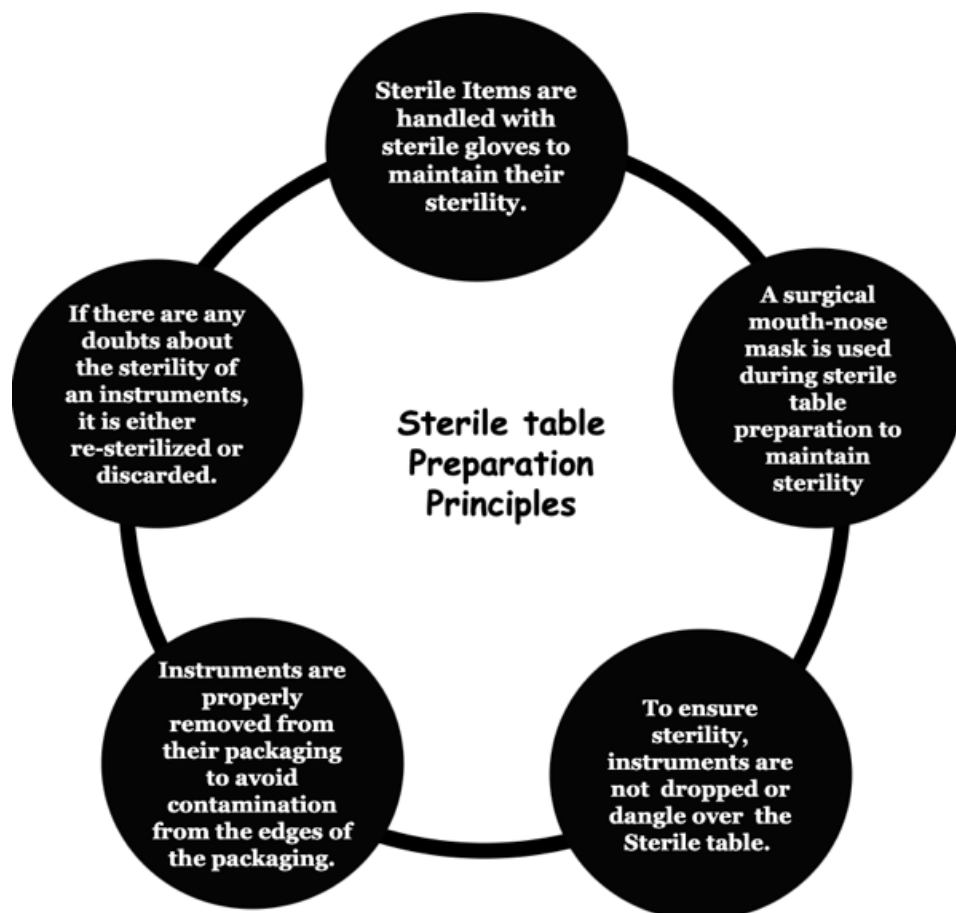 Sterile Items are
handled with
sterile gloves to
maintain their
sterility.
A surgical
mouth-nose
mask is used
during sterile
table
preparation to
maintain
sterility
To ensure
sterility,
instruments are
not dropped or
dangle over the
Sterile table.
Instruments are
properly
removed from
their packaging
to avoid
contamination
from the edges of
the packaging.
If there are any
doubts about
the sterility of
an instruments,
it is either
re-sterilized or
discarded.
Sterile table
Preparation
Principles